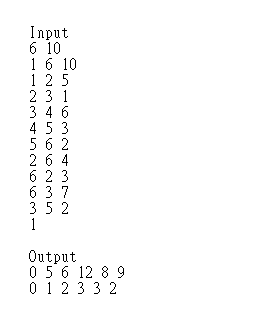 Input
6 10
1 6 10
1 2 5
2 3 1
3 4 6
4 5 3
5 6 2
2 6 4
6 2 3
6 3 7
3 5 2
1
Output
0 5 6 12 8 9
0 1 2 3 3 2